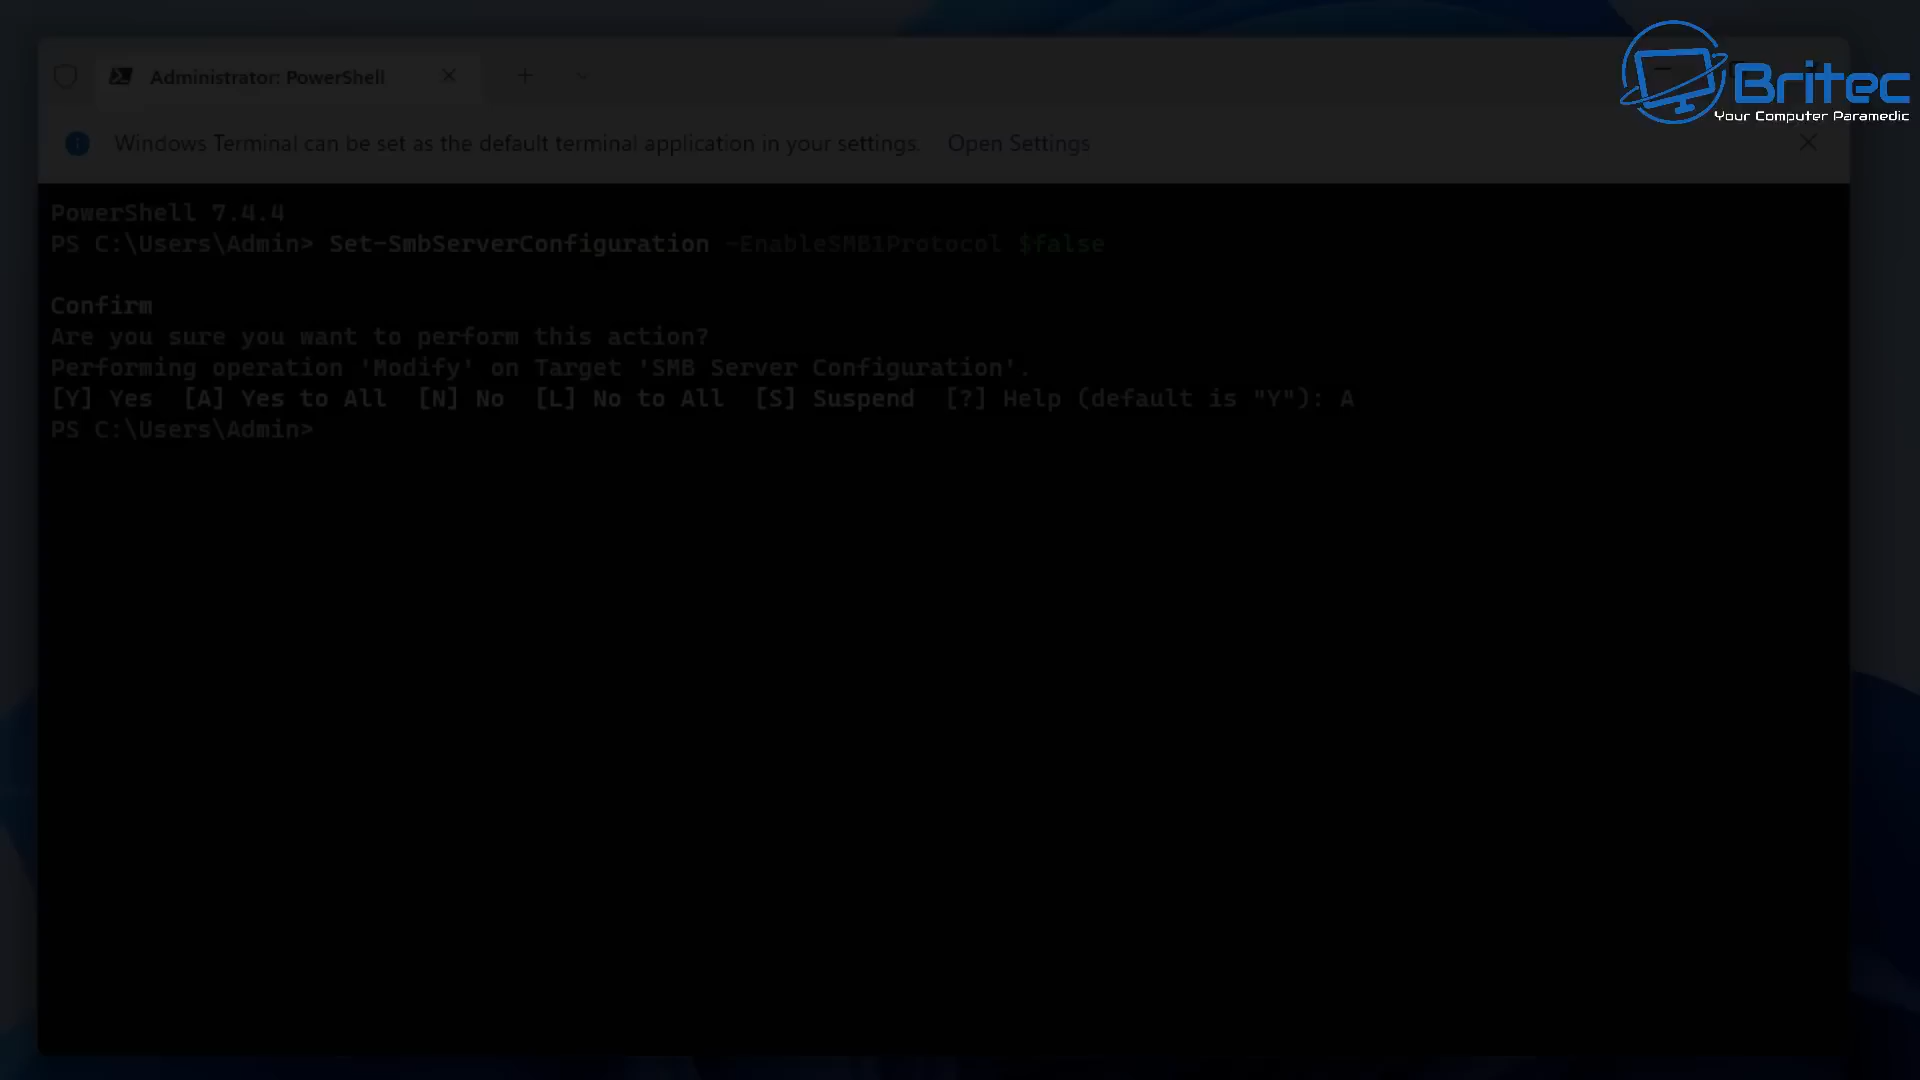 Britec
Your Computer Paramedic
Administrator: PowerShell
Windows Terminal can be set as the default terminal application in your settings. Open Settings
PowerShell 7.4.4
PS C:\Users\Admin> Set-SmbServerConfiguration -EnableSMB1Protocol $false
Confirm
Are you sure you want to perform this action?
Performing operation 'Modify' on Target 'SMB Server Configuration'.
[Y] Yes [A] Yes to All [N] No [L] No to All [S] Suspend [?] Help (default is "Y"): A
PS C:\Users\Admin>